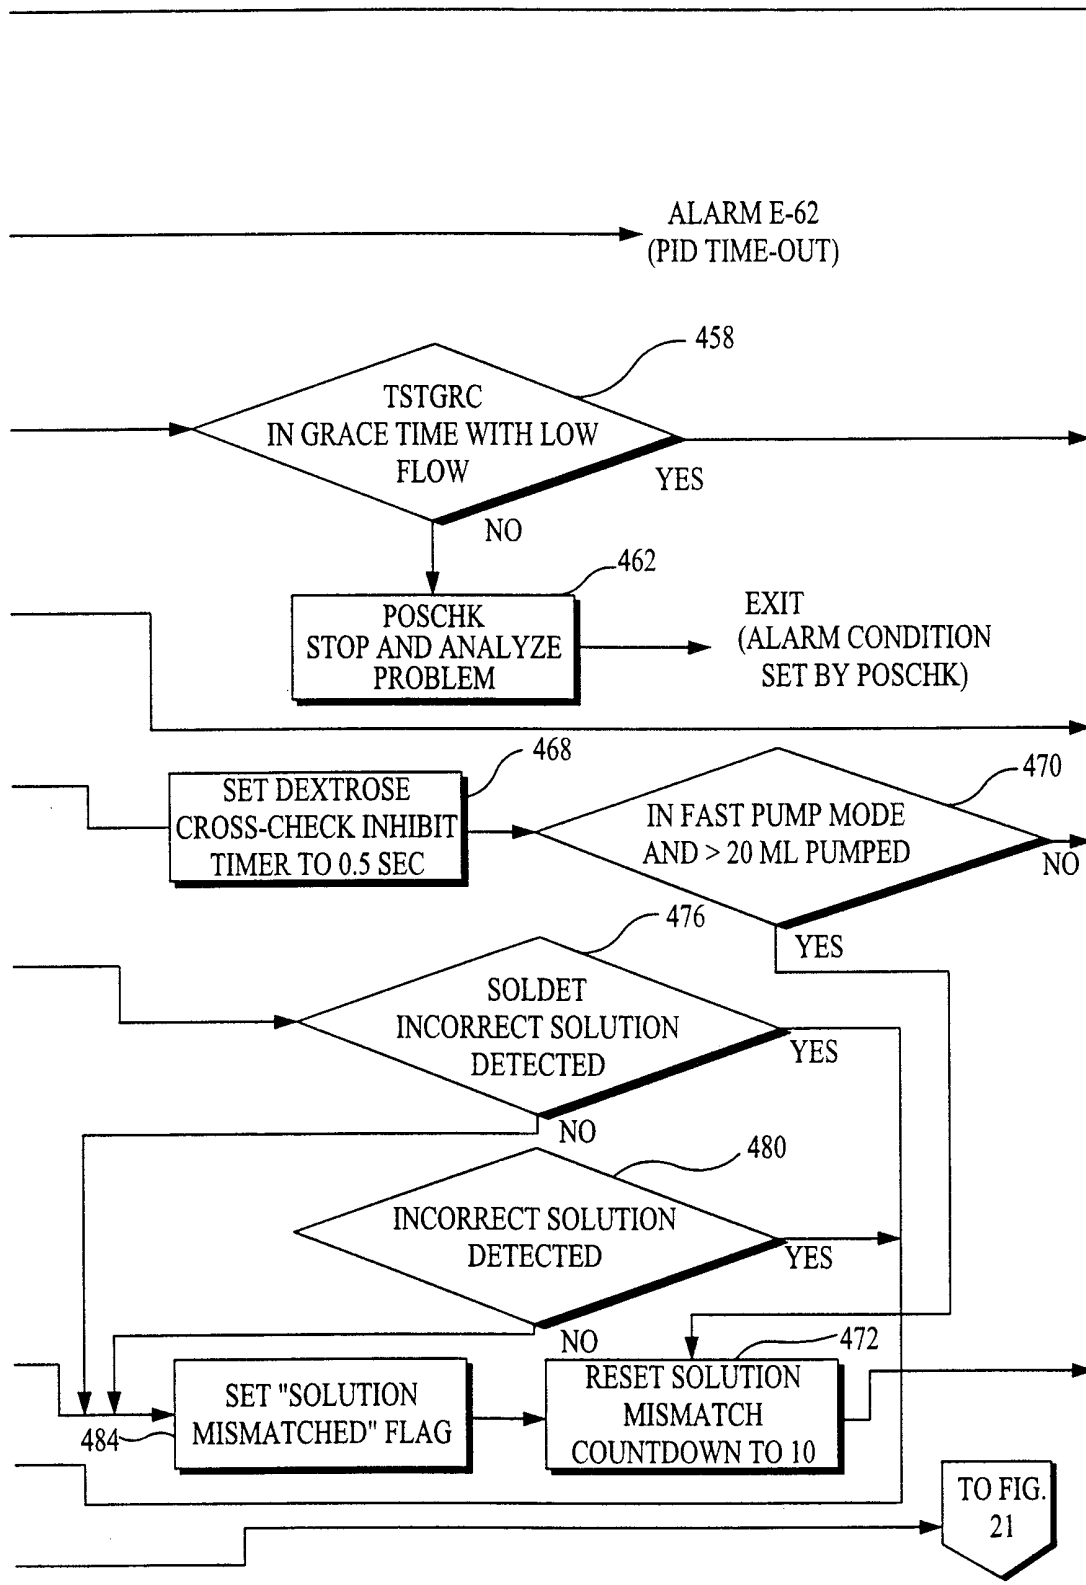 ALARM E-62
(PID TIME-OUT)
458
TSTGRC
IN GRACE TIME WITH LOW
FLOW
YES
NO
462
POSCHK
STOP AND ANALYZE
PROBLEM
EXIT
(ALARM CONDITION
SET BY POSCHK)
468
SET DEXTROSE
CROSS-CHECK INHIBIT
TIMER TO 0.5 SEC
470
IN FAST PUMP MODE
AND > 20 ML PUMPED
NO
YES
476
SOLDET
INCORRECT SOLUTION
DETECTED
YES
NO
480
INCORRECT SOLUTION
DETECTED
YES
NO
472
RESET SOLUTION
MISMATCH
COUNTDOWN TO 10
SET "SOLUTION
MISMATCHED" FLAG
484
TO FIG.
21